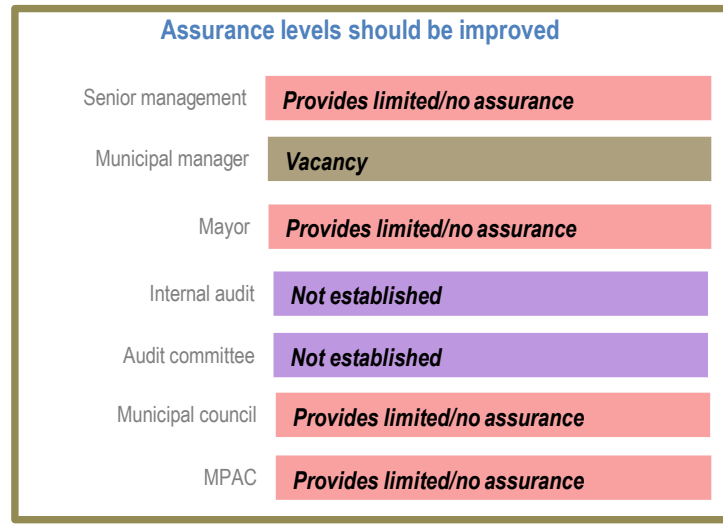 Assurance levels should be improved
Senior management Provides limited/no assurance
Municipal manager Vacancy
Mayor Provides limited/no assurance
Internal audit Not established
Audit committee Not established
Municipal council Provides limited/no assurance
MPAC Provides limited/no assurance